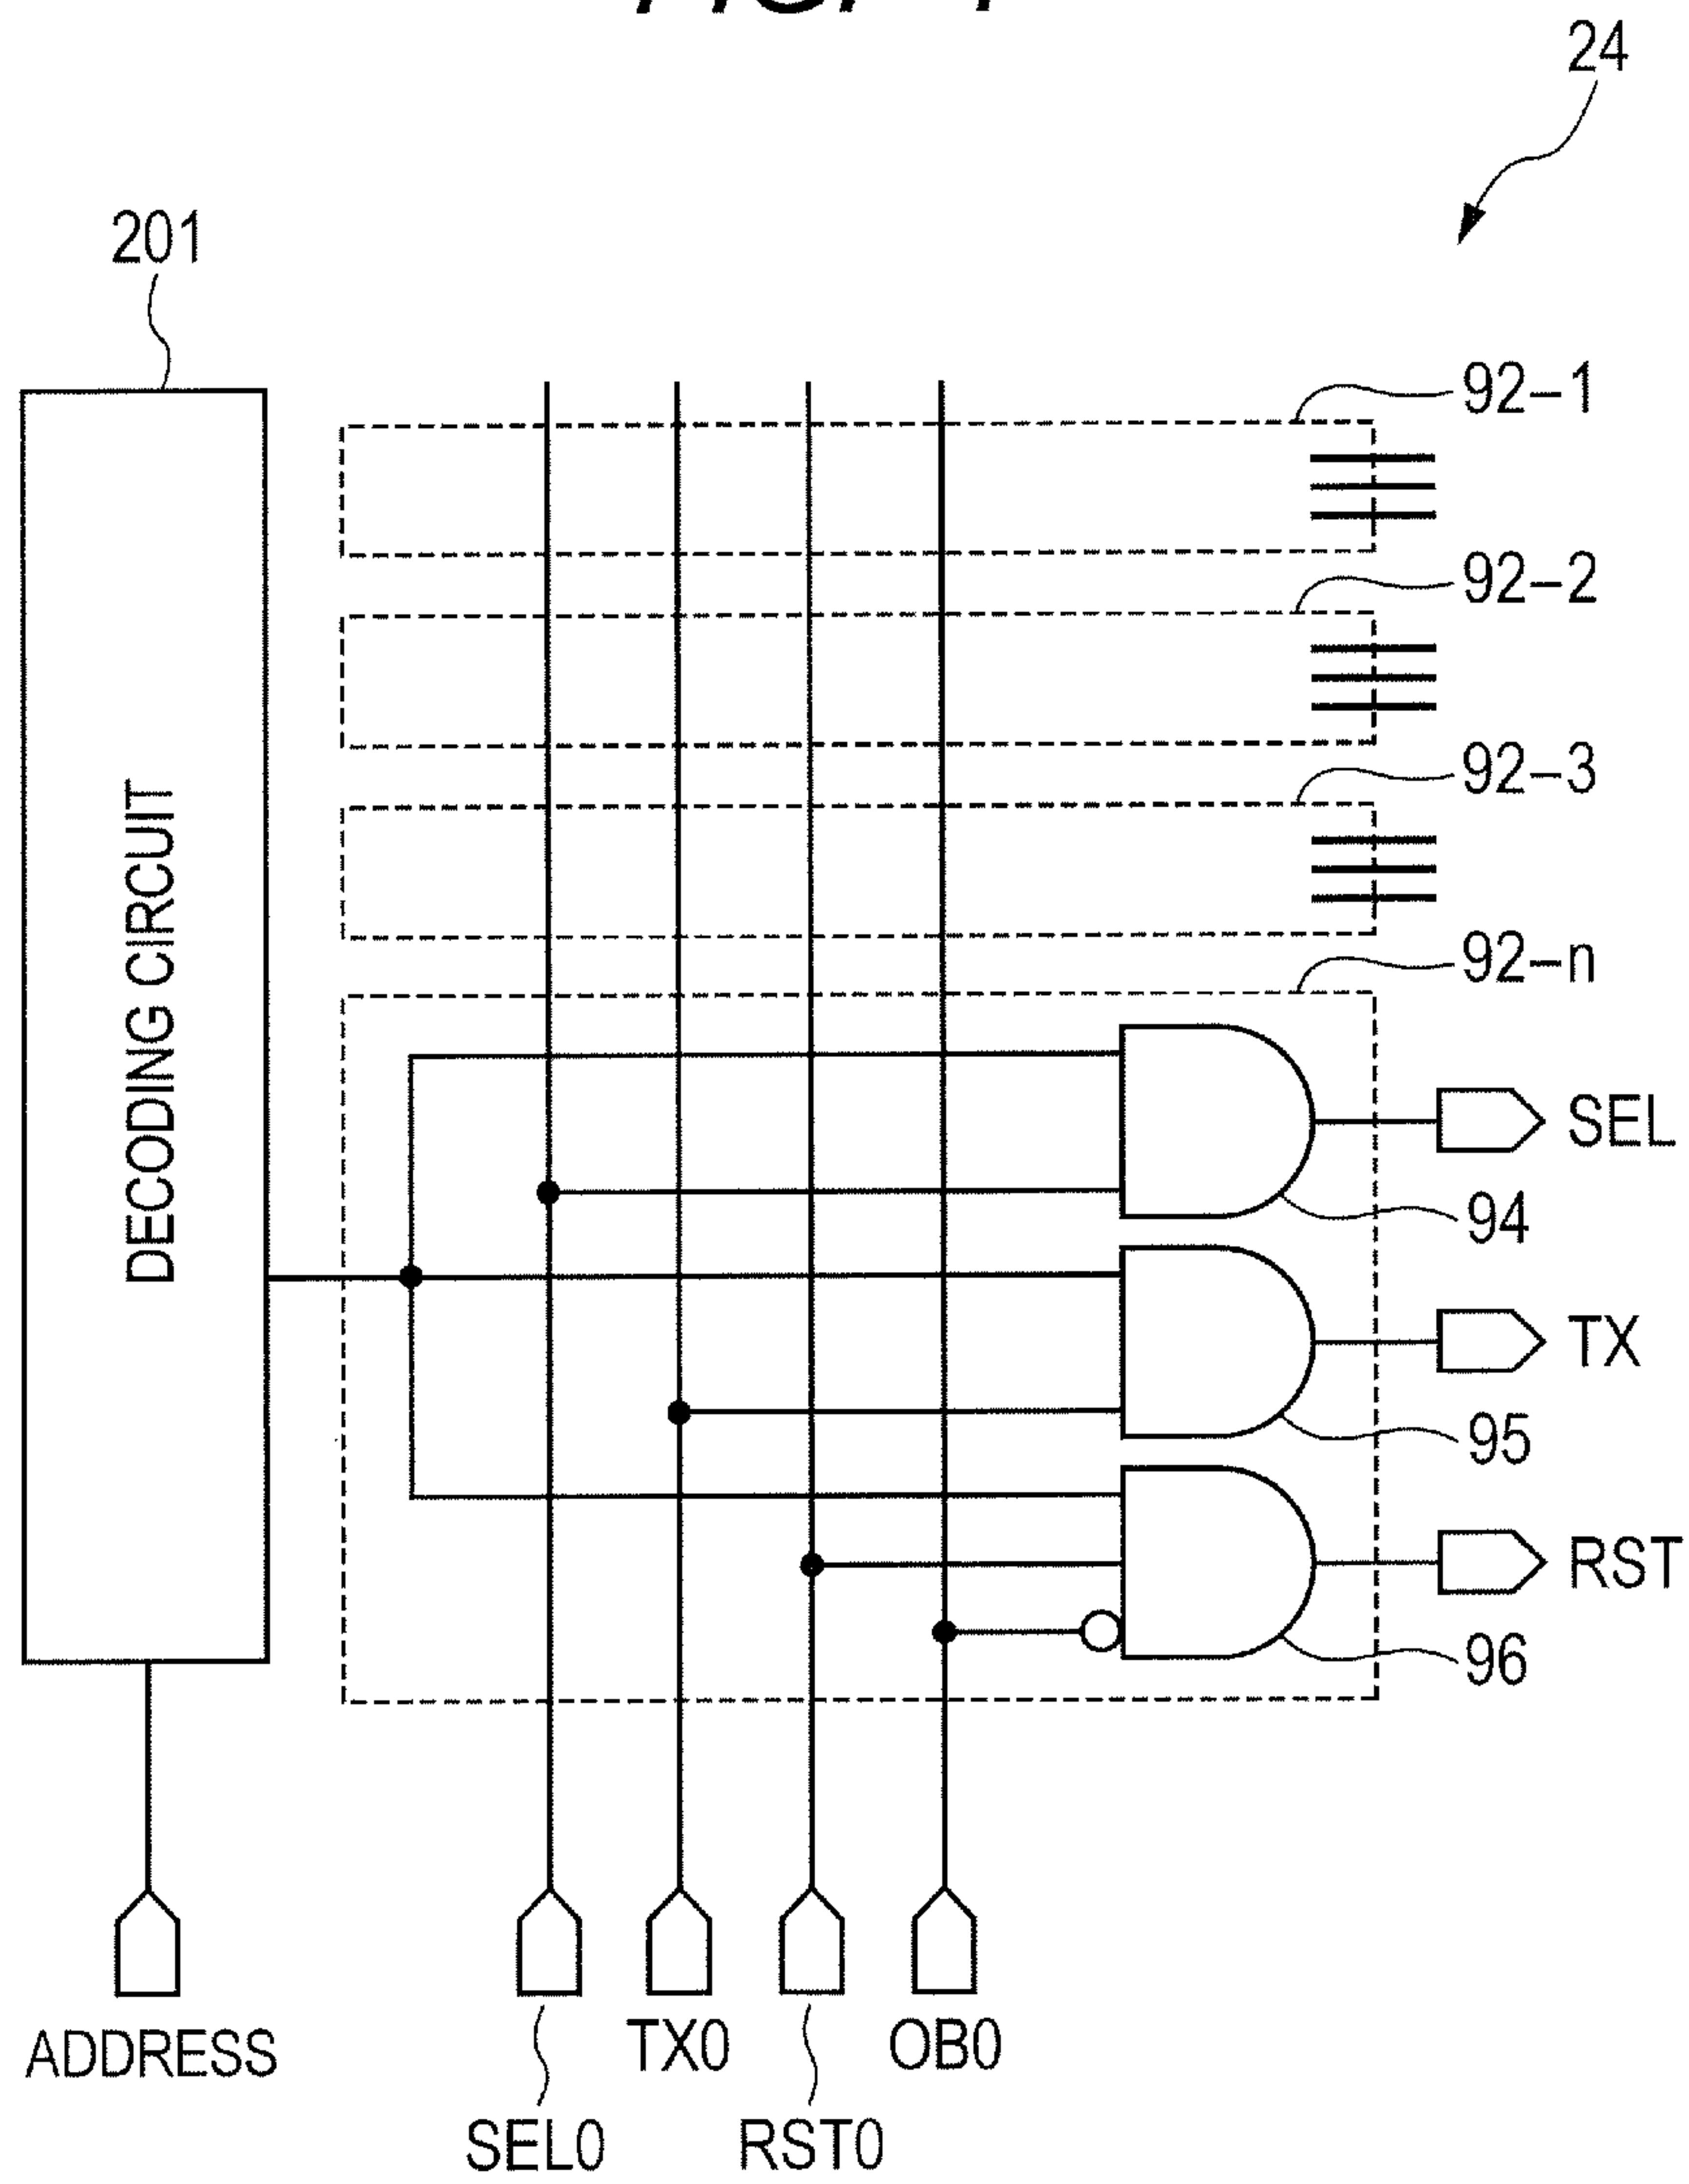 24
201
92-1
92-2
92-3
92-n
DECODING CIRCUIT
SEL
94
TX
95
RST
96
ADDRESS
SEL0
TX0
RST0
OB0